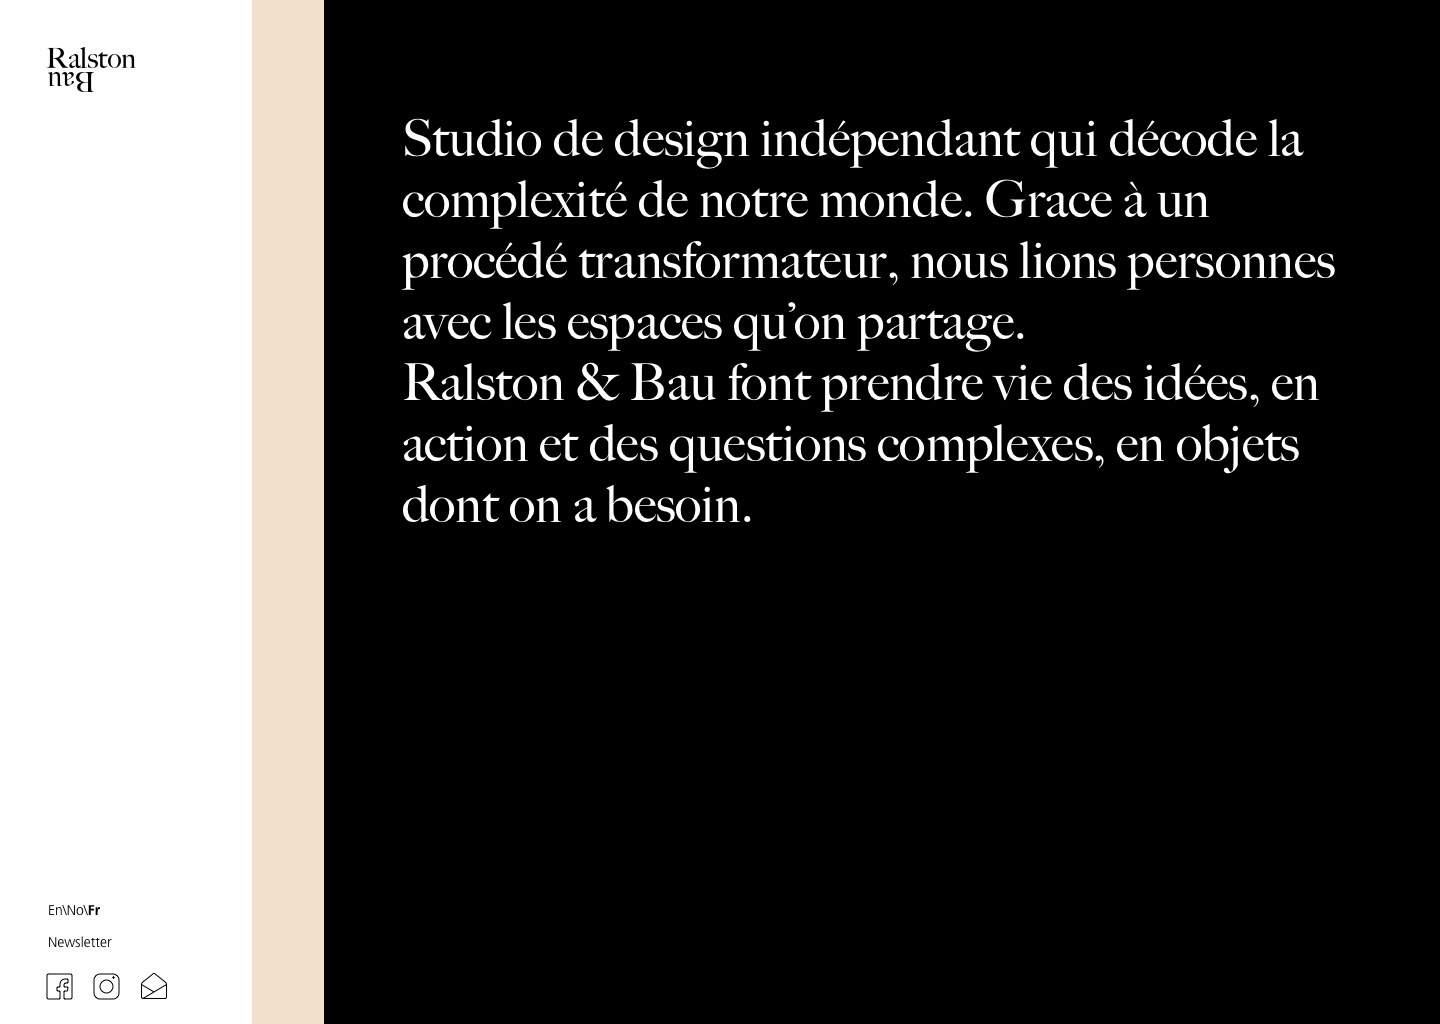 Ralston
Bau
Studio de design indépendant qui décode la
complexité de notre monde. Grace à un
procédé transformateur, nous lions personnes
avec les espaces qu’on partage.
Ralston & Bau font prendre vie des idées, en
action et des questions complexes, en objets
dont on a besoin.
En\No\Fr
Newsletter